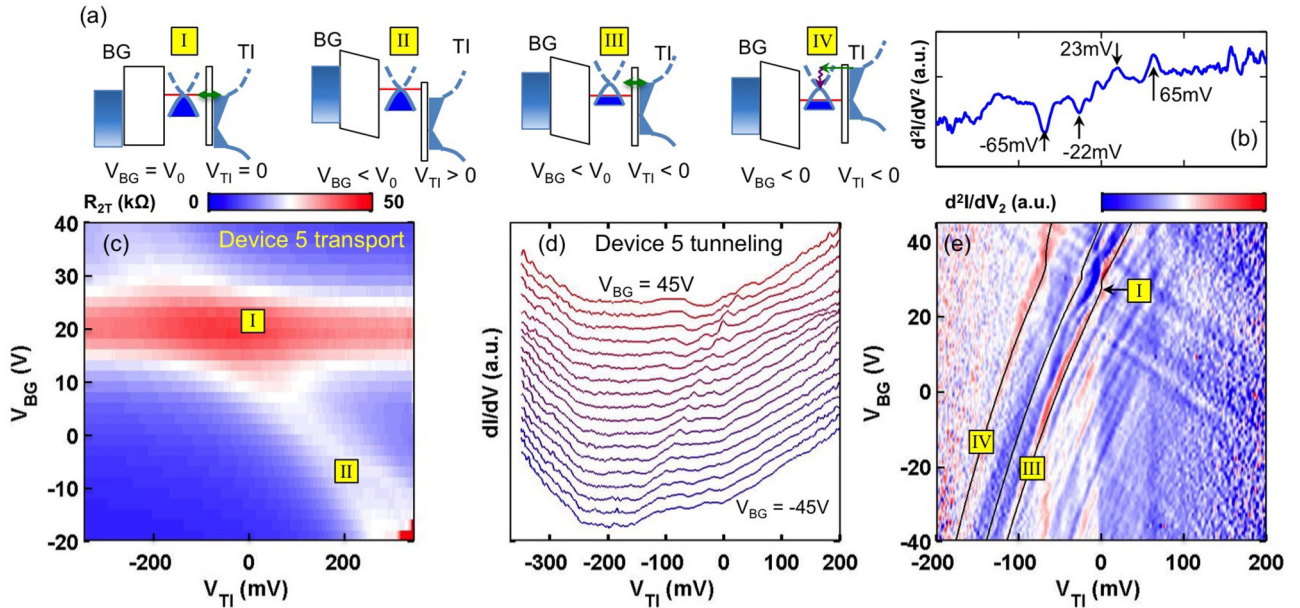 (a)
I
II
III
IV
BG
TI
BG
TI
BG
TI
BG
TI
V_BG = V_0
V_TI = 0
V_BG < V_0
V_TI > 0
V_BG < V_0
V_TI < 0
V_BG < 0
V_TI < 0
d²I/dV² (a.u.)
23mV
65mV
-65mV
-22mV
(b)
R_2T (kΩ)
0
50
(c)
Device 5 transport
I
II
V_BG (V)
40
30
20
10
0
-10
-20
-200
0
200
V_TI (mV)
(d)
Device 5 tunneling
V_BG = 45V
V_BG = -45V
dI/dV (a.u.)
-300 -200 -100 0 100 200
V_TI (mV)
d²I/dV_2 (a.u.)
(e)
I
IV
III
V_BG (V)
40
20
0
-20
-40
-200 -100 0 100 200
V_TI (mV)